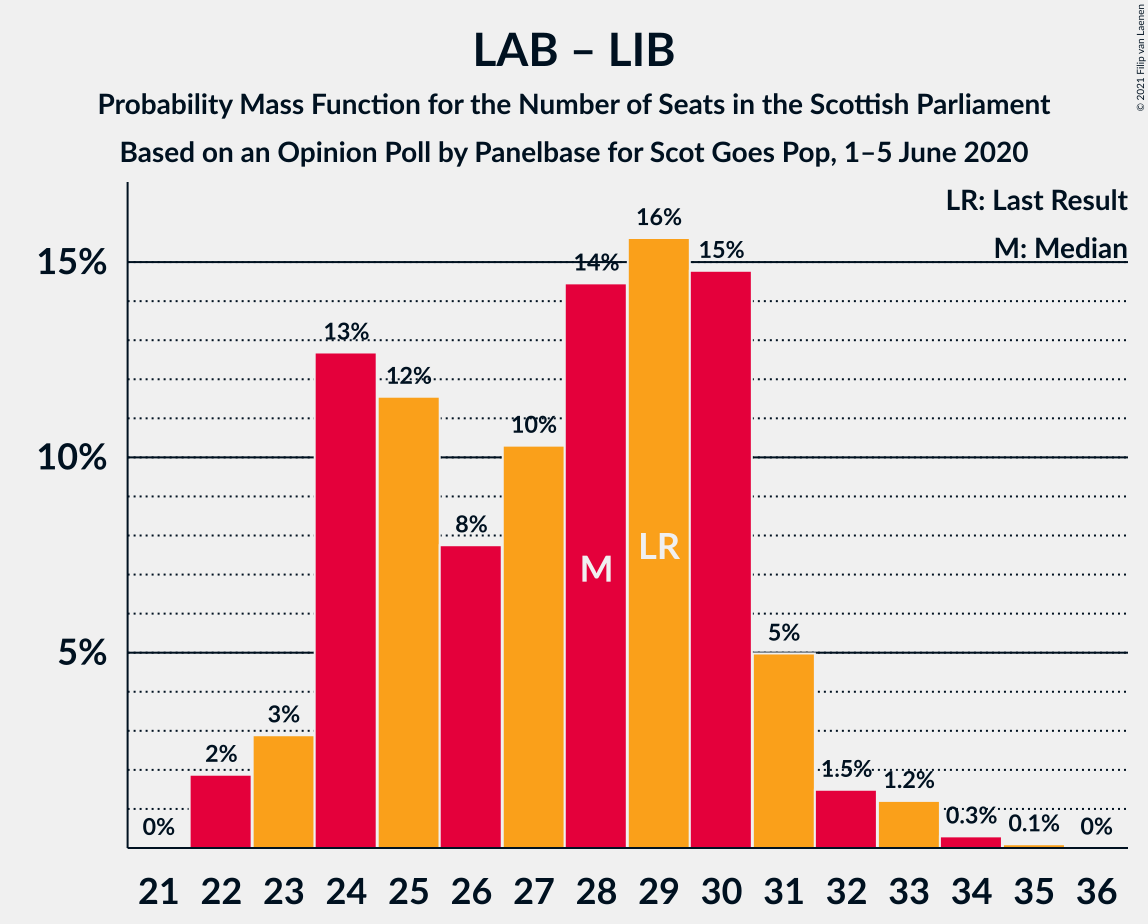 LAB – LIB
Probability Mass Function for the Number of Seats in the Scottish Parliament
Based on an Opinion Poll by Panelbase for Scot Goes Pop, 1–5 June 2020
© 2021 Filip van Laenen
LR: Last Result
M: Median
15%
10%
5%
0%
2%
3%
13%
12%
8%
10%
14%
16%
15%
5%
1.5%
1.2%
0.3%
0.1%
0%
M
LR
21 22 23 24 25 26 27 28 29 30 31 32 33 34 35 36